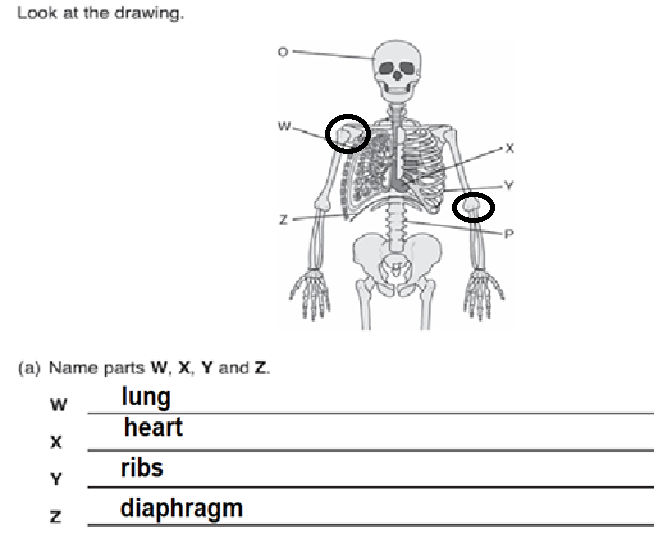 Look at the drawing.
O
W
X
Y
Z
P
(a) Name parts W, X, Y and Z.
W lung
X heart
Y ribs
Z diaphragm